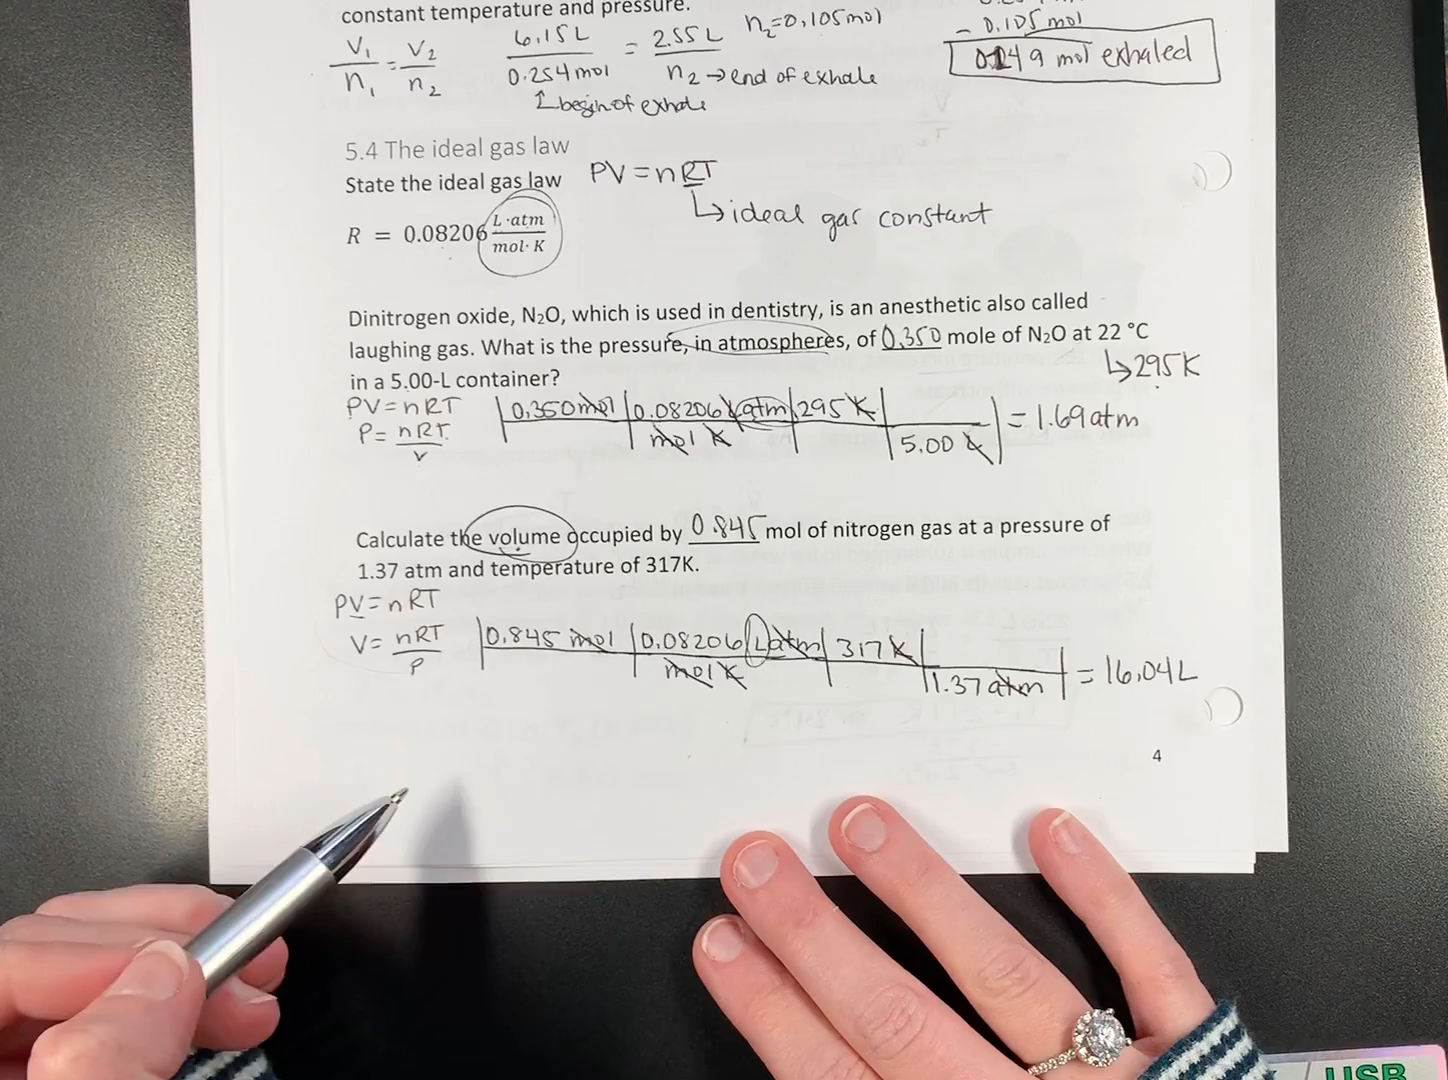 constant temperature and pressure.
V₁/n₁ = V₂/n₂ 6.15L/0.254mol = 2.55L/n₂ n₂=0.105mol
→ end of exhale
↑ begin of exhale
- 0.105 mol
0.149 mol exhaled
5.4 The ideal gas law
State the ideal gas law PV = nRT
↳ ideal gas constant
R = 0.08206 L·atm/mol·K
Dinitrogen oxide, N₂O, which is used in dentistry, is an anesthetic also called
laughing gas. What is the pressure, in atmospheres, of 0.350 mole of N₂O at 22 °C
↳ 295K
in a 5.00-L container?
PV = nRT
P = nRT/V
0.350 mol | 0.08206 L atm/mol K | 295 K | /5.00 L = 1.69 atm
Calculate the volume occupied by 0.845 mol of nitrogen gas at a pressure of
1.37 atm and temperature of 317K.
PV = nRT
V = nRT/P
0.845 mol | 0.08206 L atm/mol K | 317 K | /1.37 atm = 16.04 L
4
USB